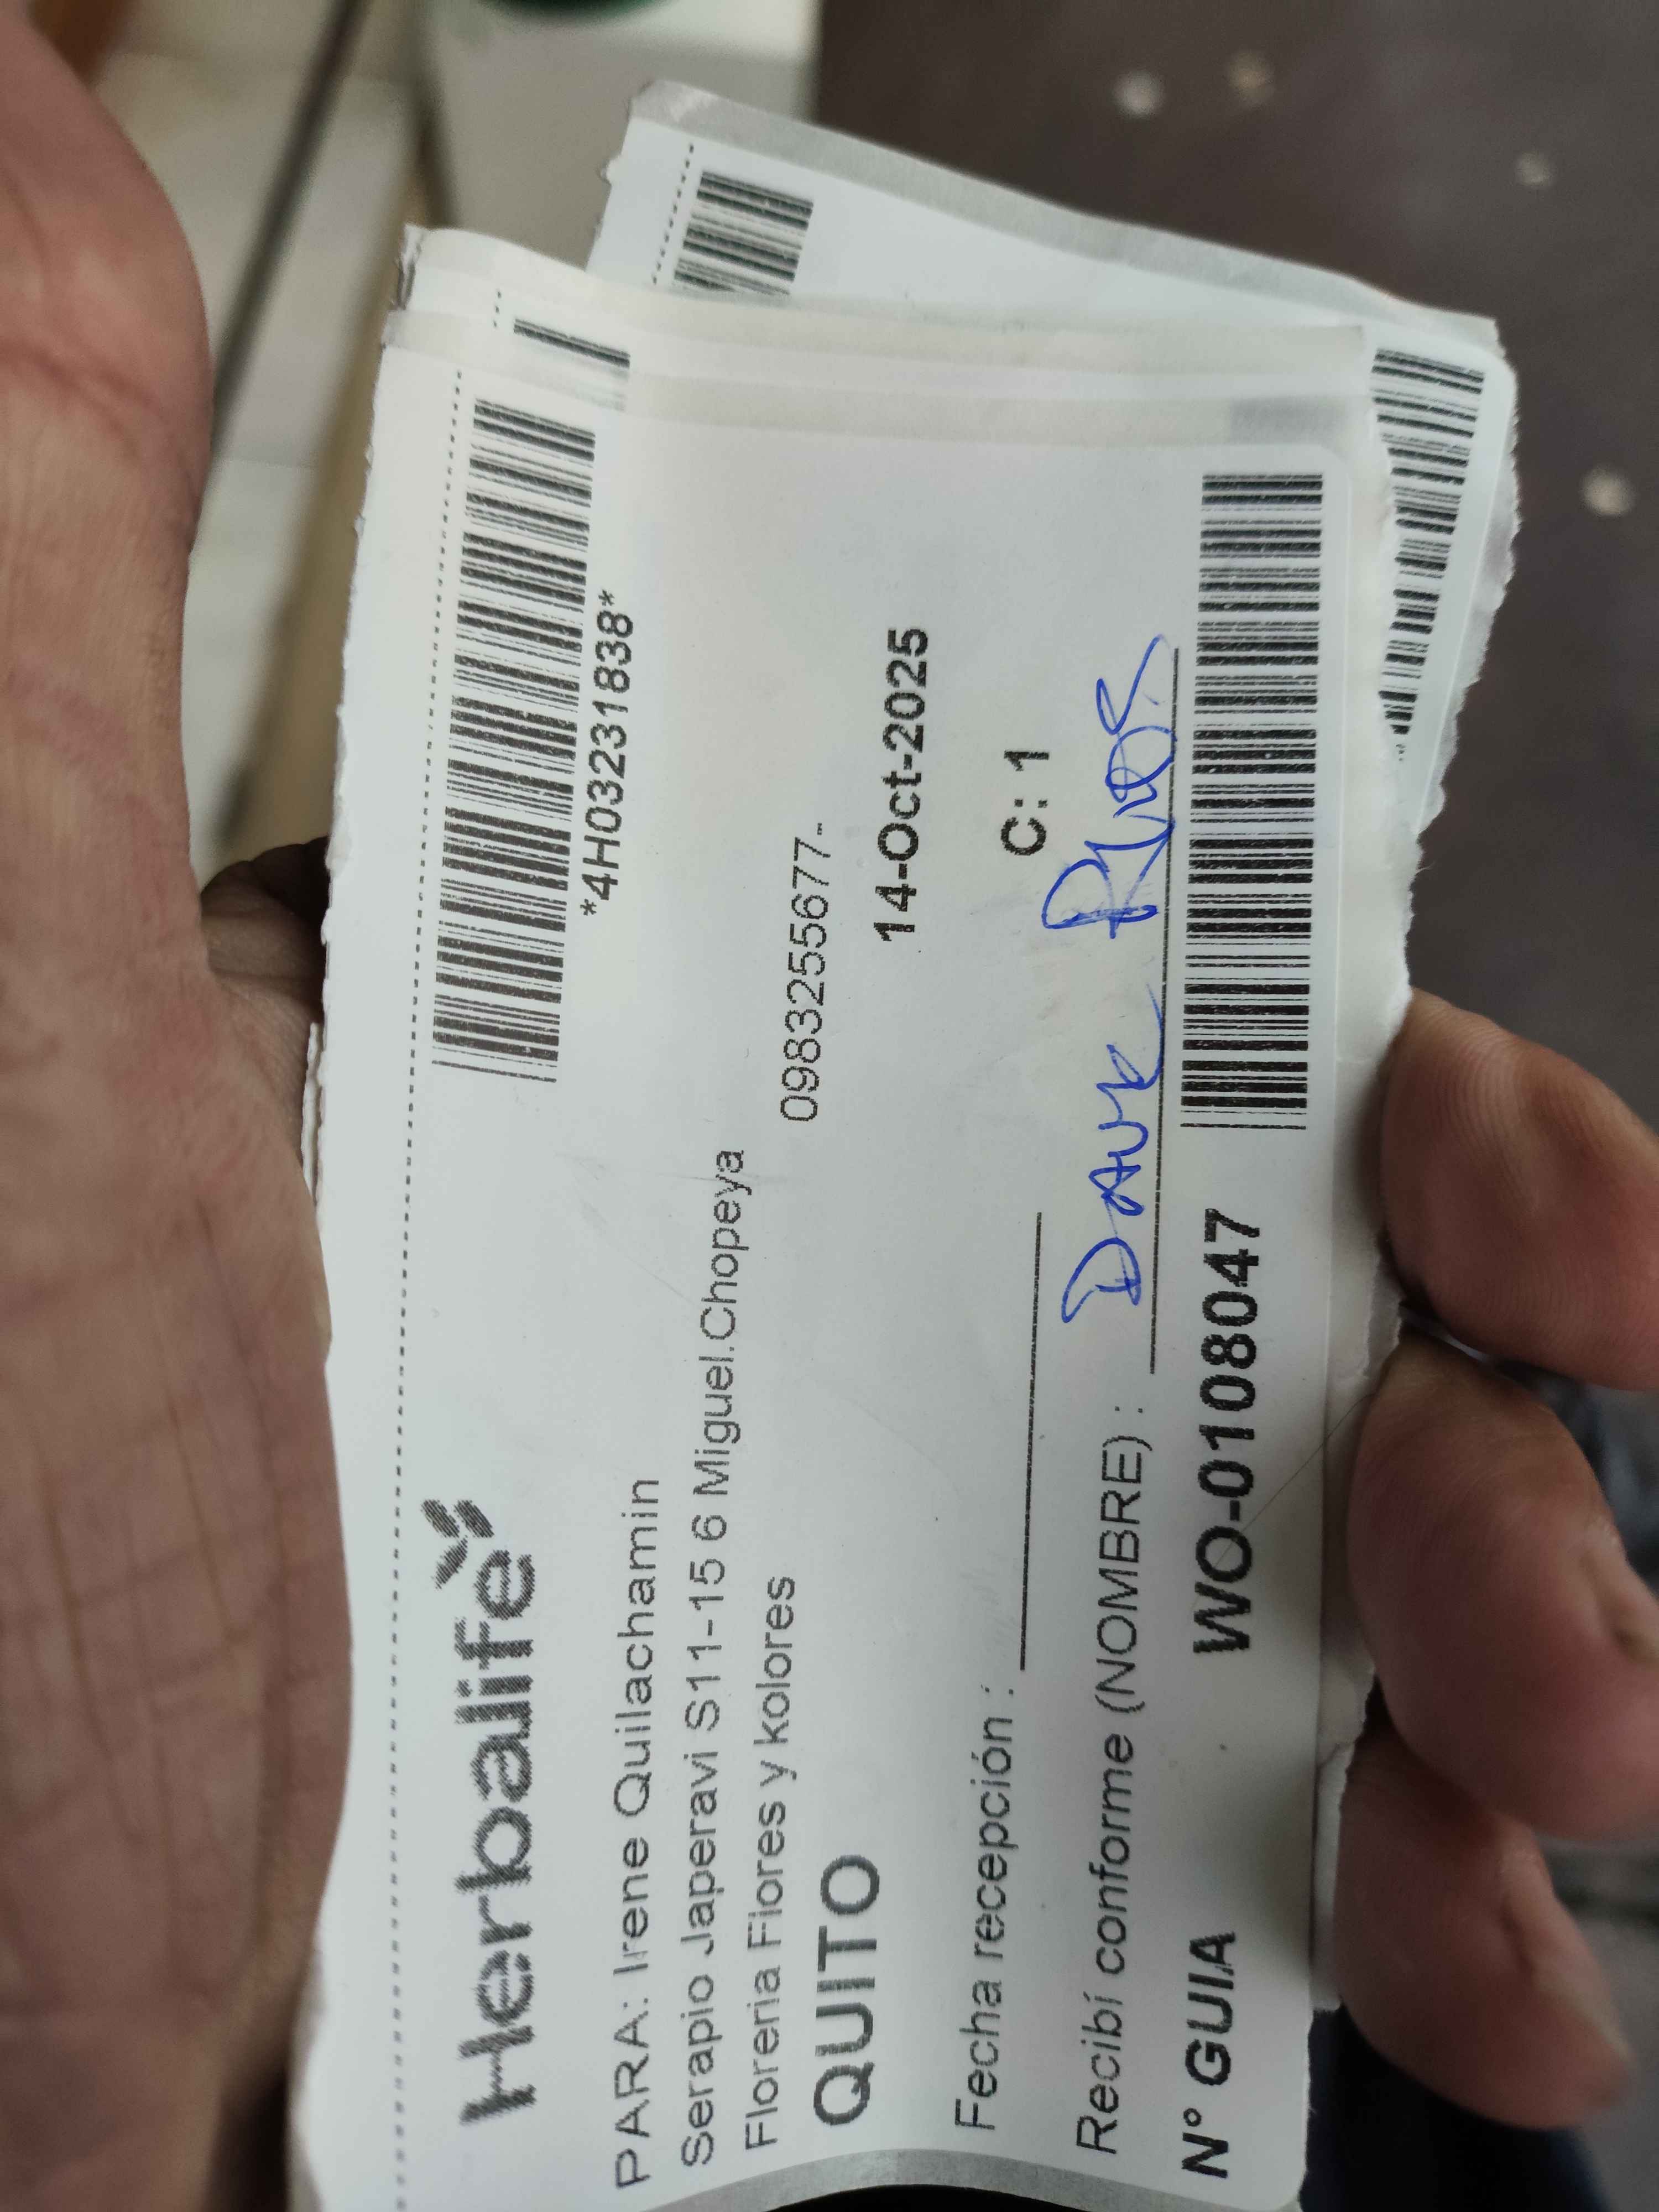 Herbalife
*4H03231838*
PARA: Irene Quilachamin
Serapio Japeravi S11-15 6 Miguel.Chopeya
Floreria Flores y kolores
0983255677-
QUITO
14-Oct-2025
Fecha recepción :
C: 1
Recibí conforme (NOMBRE) :
N° GUIA WO-0108047